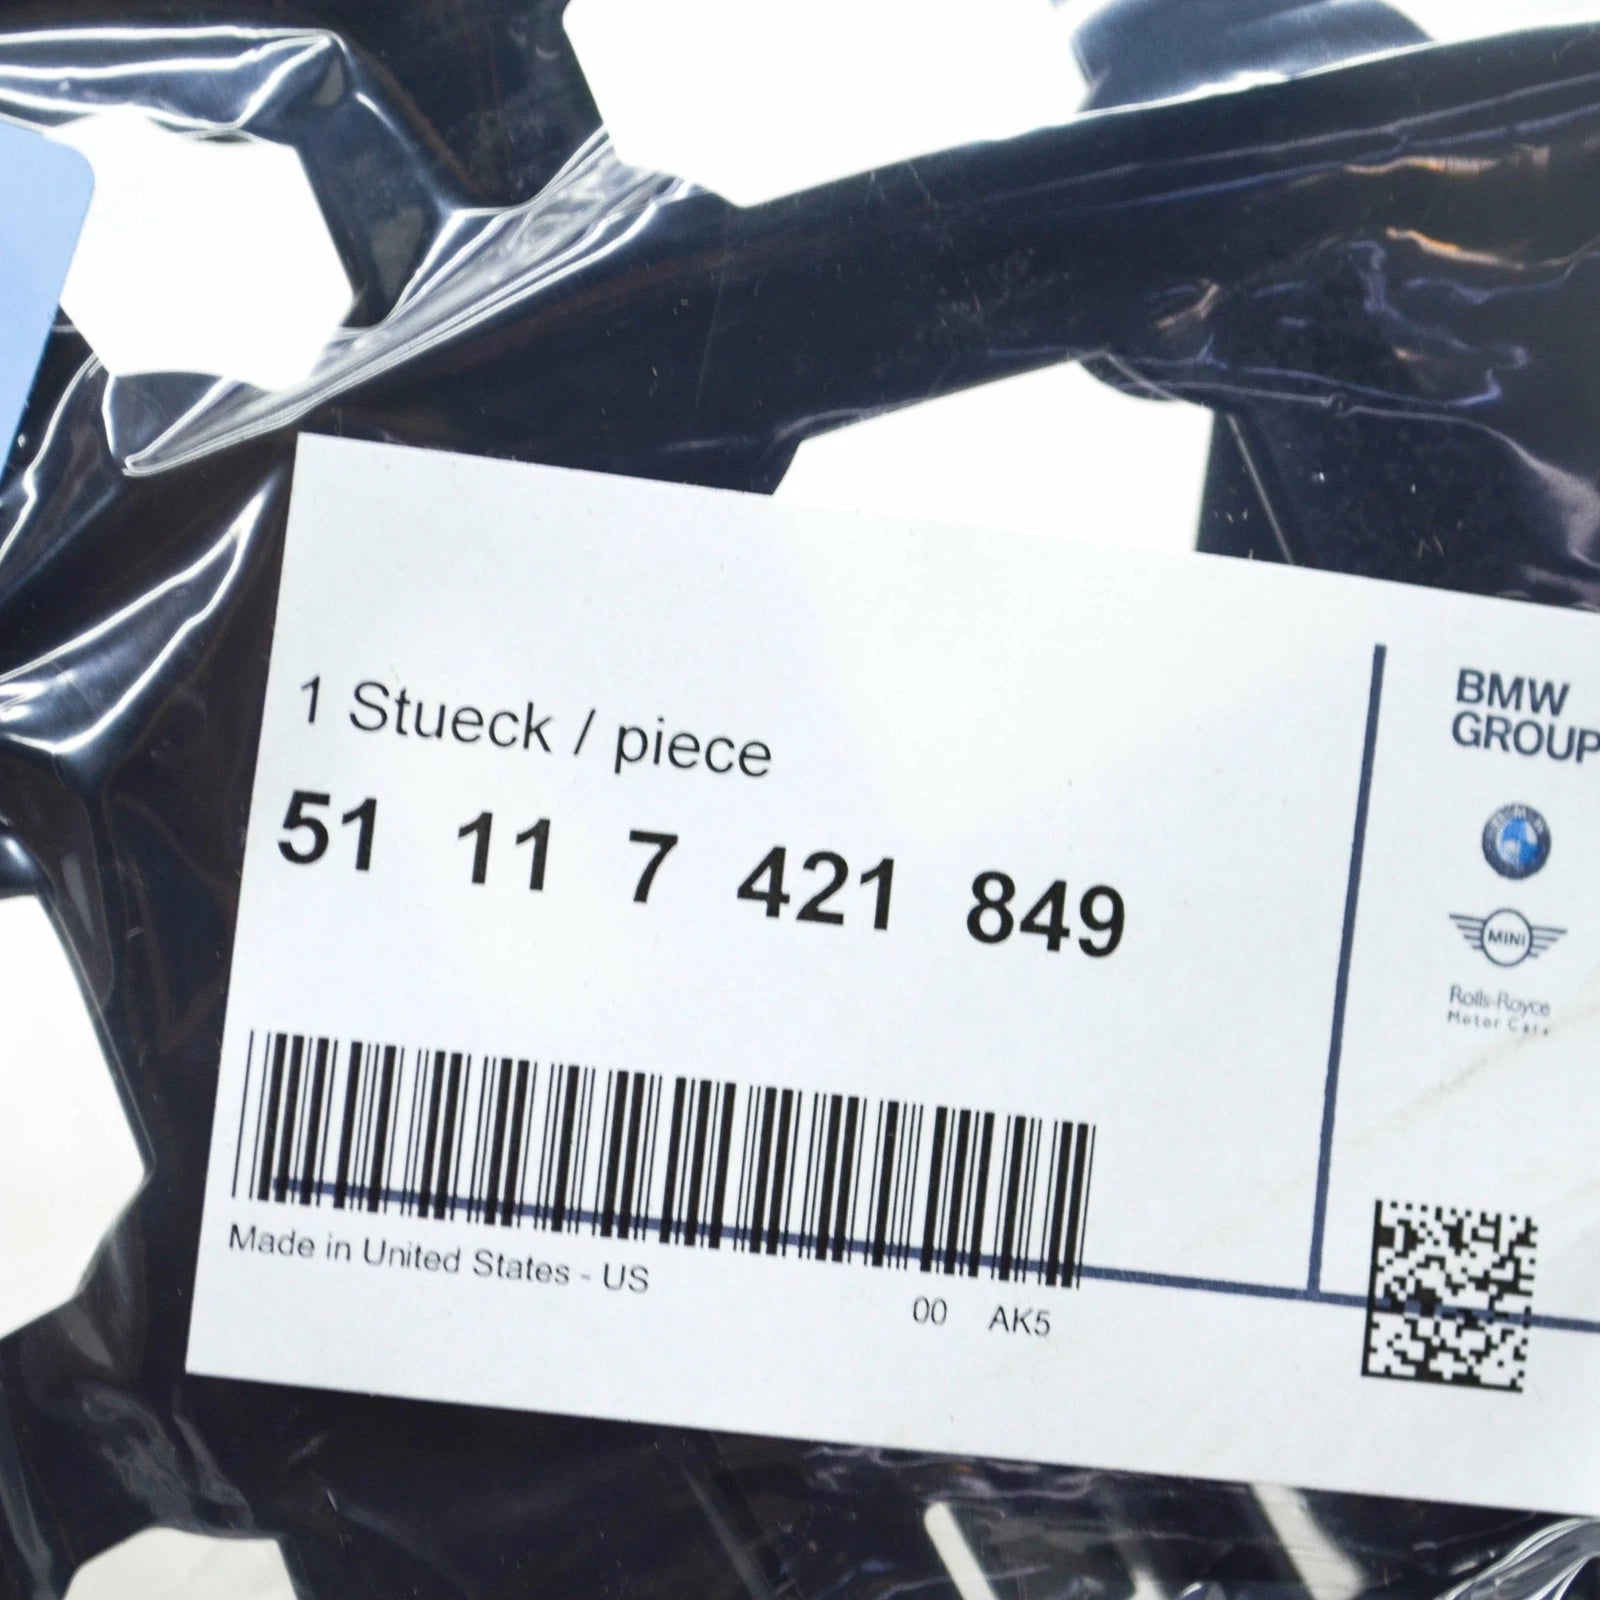 1 Stueck / piece
51 11 7 421 849
Made in United States - US
00 AK5
BMW
GROUP
MINI
Rolls-Royce
Motor Cars